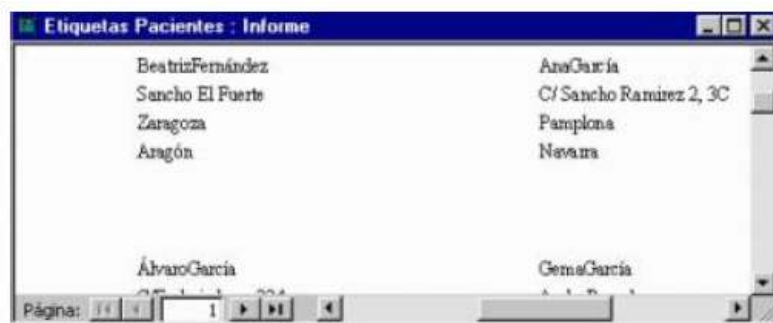 Etiquetas Pacientes : Informe
BeatrizFernández
Sancho El Fuerte
Zaragoza
Aragón
AnaGarcía
C/ Sancho Ramirez 2, 3C
Pamplona
Navarra
ÁlvaroGarcía
GemaGarcía
Página: 1